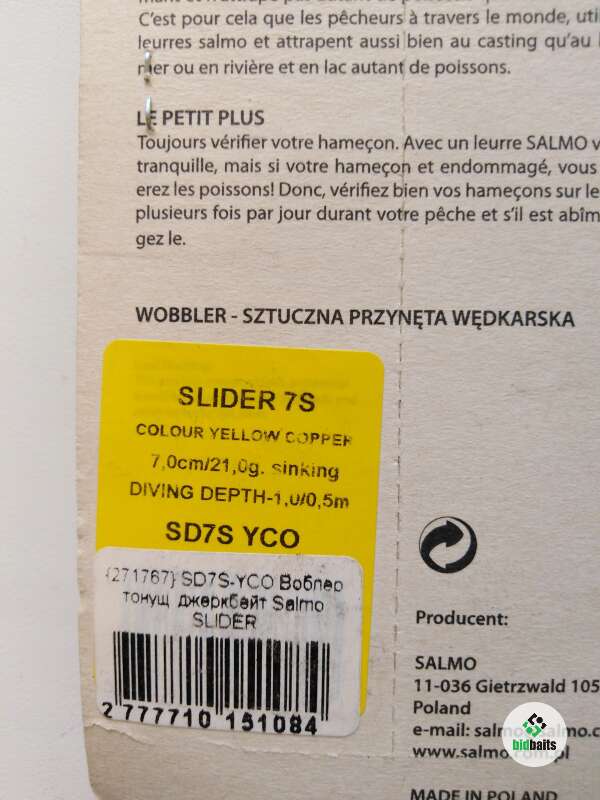 C'est pour cela que les pêcheurs à travers le monde, uti
leurres salmo et attrapent aussi bien au casting qu'au
mer ou en rivière et en lac autant de poissons.
LE PETIT PLUS
Toujours vérifier votre hameçon. Avec un leurre SALMO v
tranquille, mais si votre hameçon et endommagé, vous
erez les poissons! Donc, vérifiez bien vos hameçons sur le
plusieurs fois par jour durant votre pêche et s'il est abîm
gez le.
WOBBLER - SZTUCZNA PRZYNĘTA WĘDKARSKA
SLIDER 7S
COLOUR YELLOW COPPER
7,0cm/21,0g. sinking
DIVING DEPTH-1,0/0,5m
SD7S YCO
{271767} SD7S-YCO Воблер
тонущ. джеркбейт Salmo
SLIDER
2 777710 151084
Producent:
SALMO
11-036 Gietrzwald 105
Poland
e-mail: salmo@salmo.c
www.salmo.com.pl
MADE IN POLAND
bidbaits